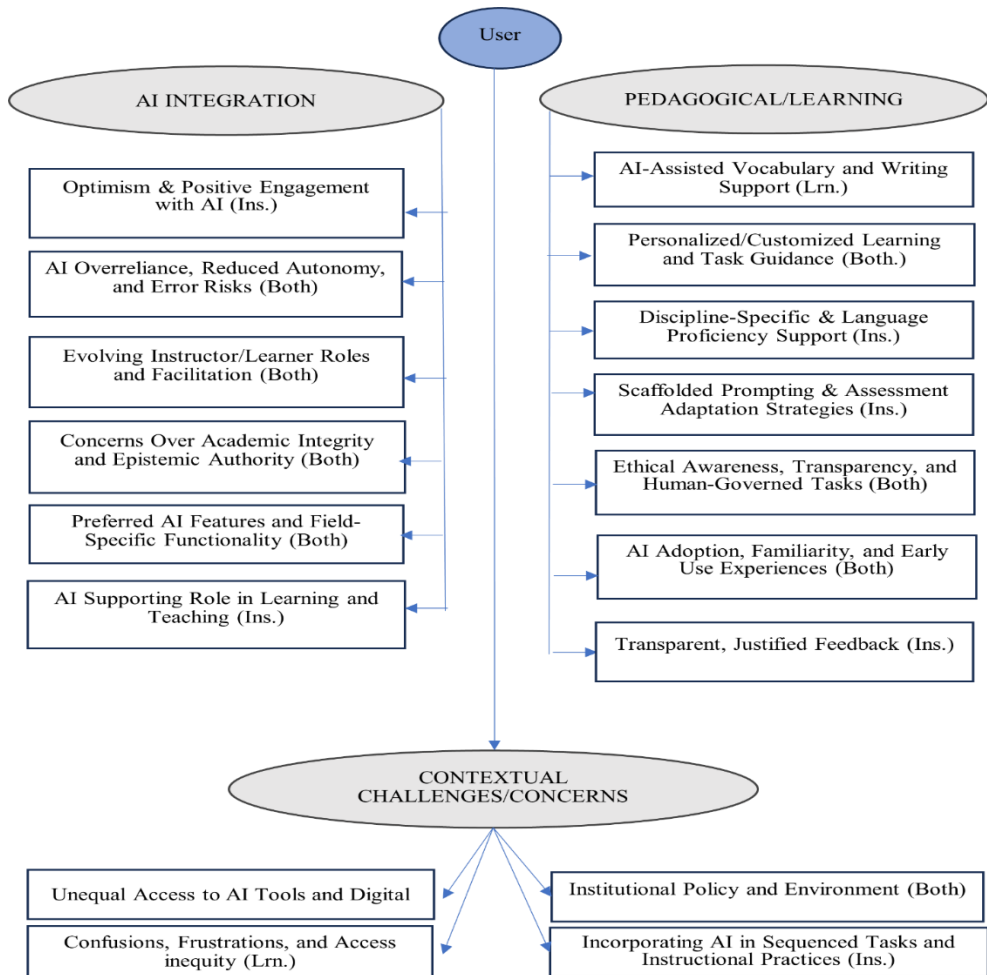 User
AI INTEGRATION
Optimism & Positive Engagement
with AI (Ins.)
AI Overreliance, Reduced Autonomy,
and Error Risks (Both)
Evolving Instructor/Learner Roles
and Facilitation (Both)
Concerns Over Academic Integrity
and Epistemic Authority (Both)
Preferred AI Features and Field-
Specific Functionality (Both)
AI Supporting Role in Learning and
Teaching (Ins.)
PEDAGOGICAL/LEARNING
AI-Assisted Vocabulary and Writing
Support (Lrn.)
Personalized/Customized Learning
and Task Guidance (Both.)
Discipline-Specific & Language
Proficiency Support (Ins.)
Scaffolded Prompting & Assessment
Adaptation Strategies (Ins.)
Ethical Awareness, Transparency, and
Human-Governed Tasks (Both)
AI Adoption, Familiarity, and Early
Use Experiences (Both)
Transparent, Justified Feedback (Ins.)
CONTEXTUAL
CHALLENGES/CONCERNS
Unequal Access to AI Tools and Digital
Confusions, Frustrations, and Access
inequity (Lrn.)
Institutional Policy and Environment (Both)
Incorporating AI in Sequenced Tasks and
Instructional Practices (Ins.)